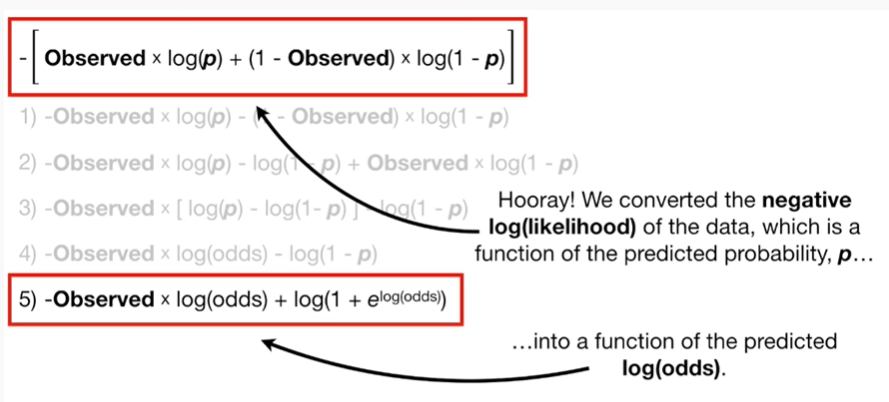 -[ Observed × log(p) + (1 - Observed) × log(1 - p) ]
1) -Observed × log(p) - ( - Observed) × log(1 - p)
2) -Observed × log(p) - log(1 - p) + Observed × log(1 - p)
3) -Observed × [ log(p) - log(1- p) ] log(1 - p)
4) -Observed × log(odds) - log(1 - p)
5) -Observed × log(odds) + log(1 + e^log(odds))
Hooray! We converted the negative
log(likelihood) of the data, which is a
function of the predicted probability, p…
…into a function of the predicted
log(odds).